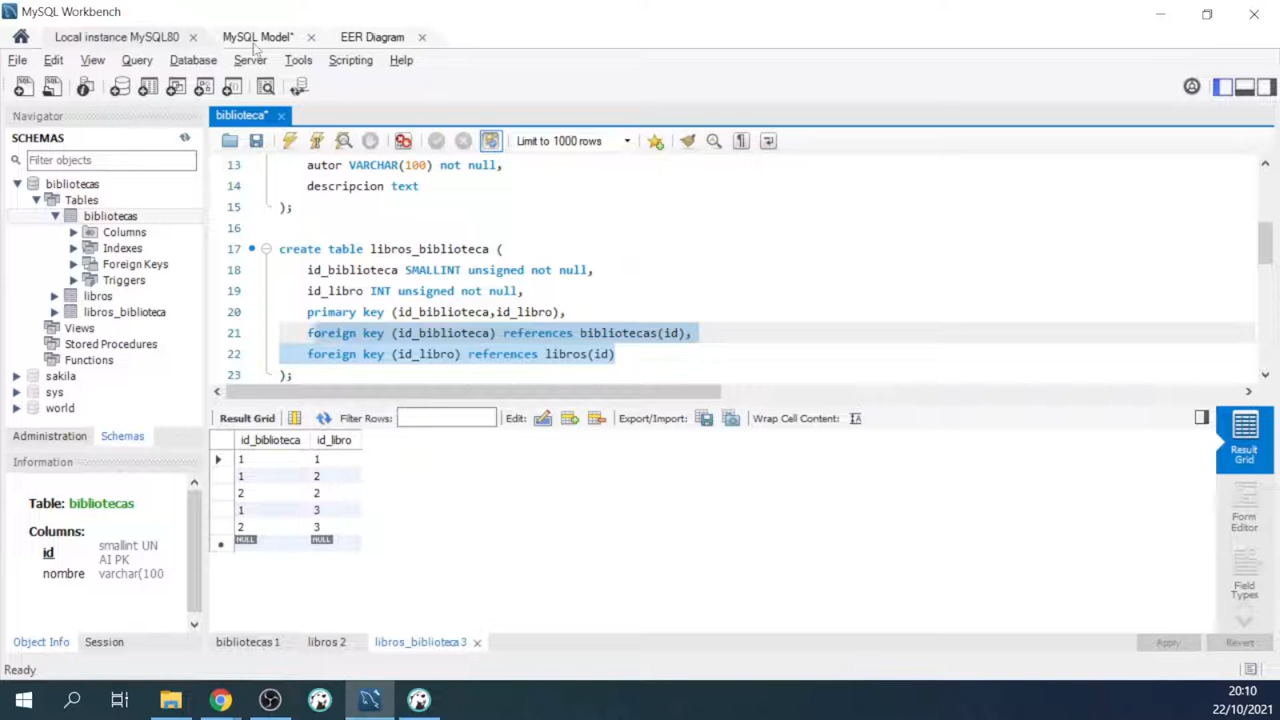 MySQL Workbench
Local instance MySQL80
MySQL Model*
EER Diagram
File Edit View Query Database Server Tools Scripting Help
Navigator
biblioteca*
SCHEMAS
Limit to 1000 rows
Filter objects
bibliotecas
Tables
bibliotecas
Columns
Indexes
Foreign Keys
Triggers
libros
libros_biblioteca
Views
Stored Procedures
Functions
sakila
sys
world
Administration Schemas
13 autor VARCHAR(100) not null,
14 descripcion text
15 );
16
17 create table libros_biblioteca (
18 id_biblioteca SMALLINT unsigned not null,
19 id_libro INT unsigned not null,
20 primary key (id_biblioteca,id_libro),
21 foreign key (id_biblioteca) references bibliotecas(id),
22 foreign key (id_libro) references libros(id)
23 );
Result Grid Filter Rows: Edit: Export/Import: Wrap Cell Content: IA
id_biblioteca id_libro
1 1
1 2
2 2
1 3
2 3
NULL NULL
Result
Grid
Form
Editor
Field
Types
Information
Table: bibliotecas
Columns:
id smallint UN
AI PK
nombre varchar(100
Object Info Session
bibliotecas 1 libros 2 libros_biblioteca 3
Apply Revert
Ready
20:10
22/10/2021